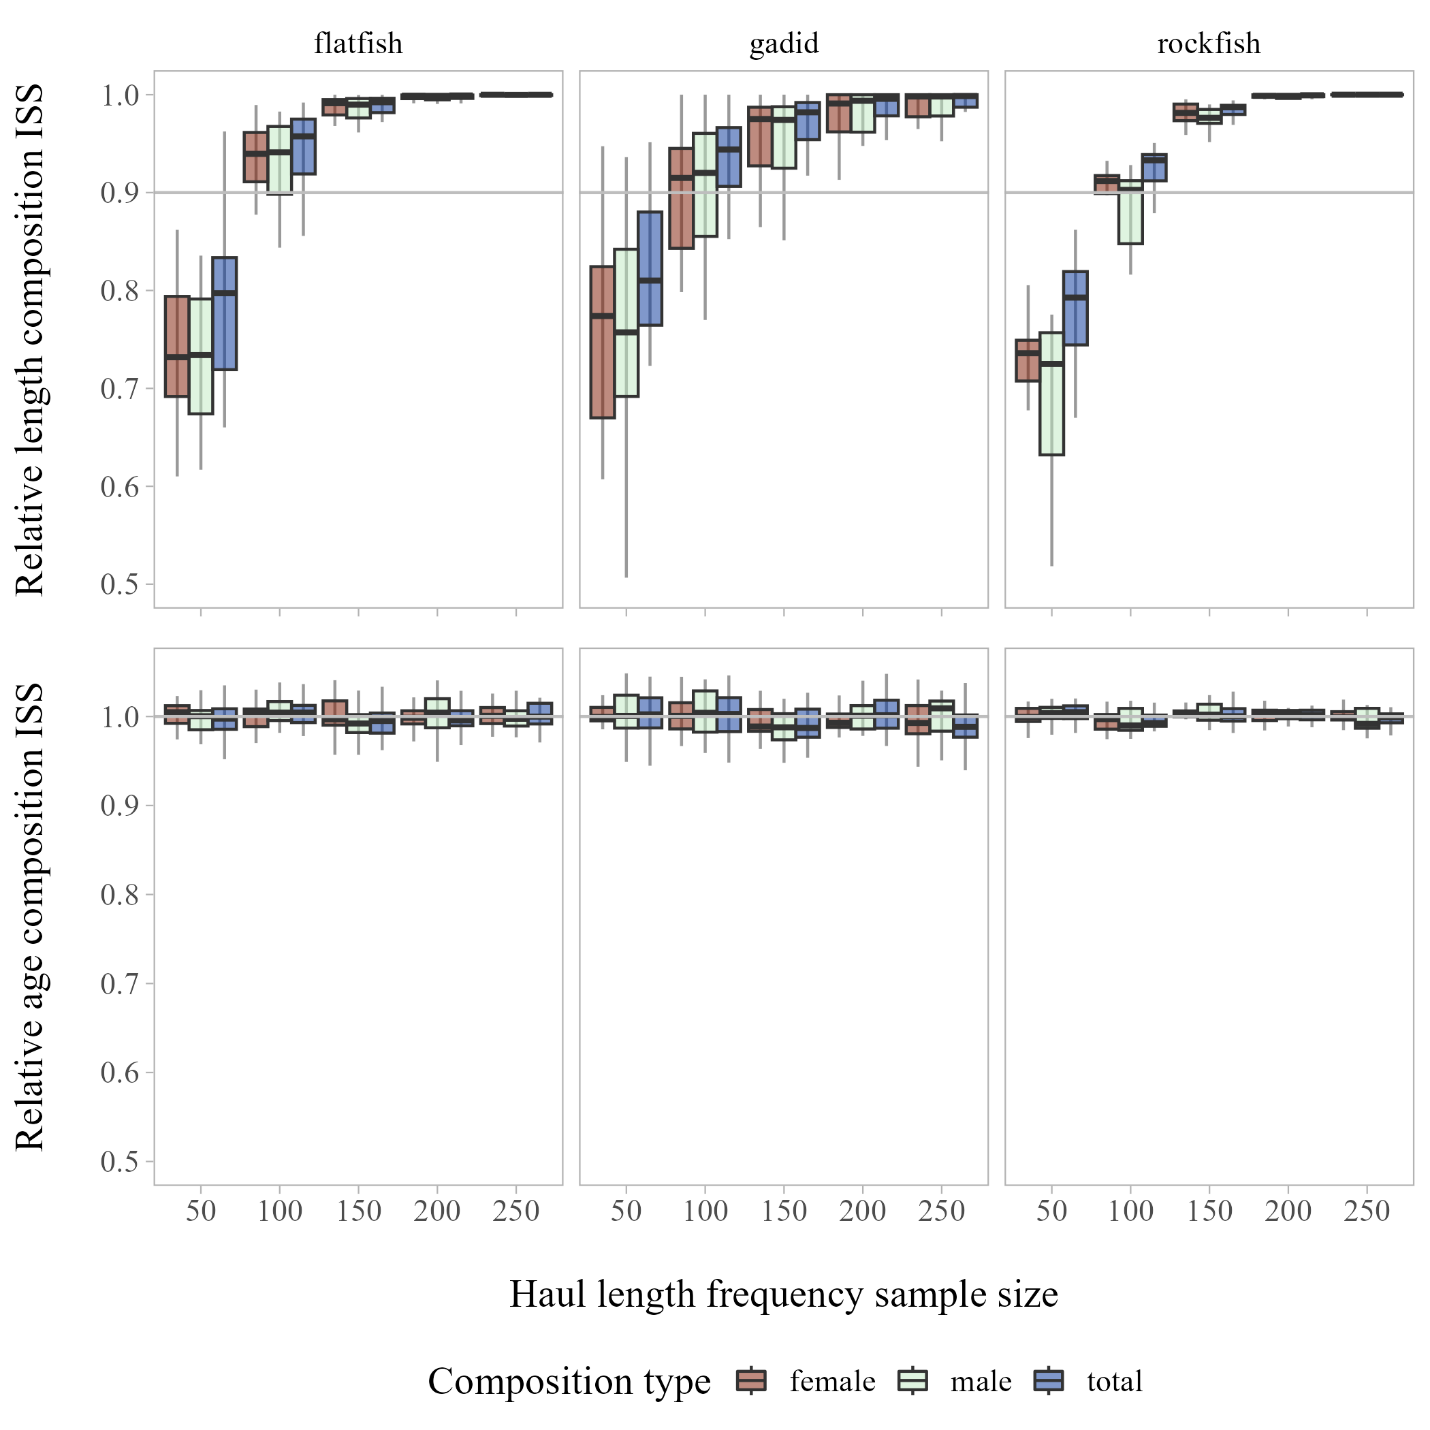 flatfish gadid rockfish
Relative length composition ISS
1.0
0.9
0.8
0.7
0.6
0.5
Relative age composition ISS
1.0
0.9
0.8
0.7
0.6
0.5
50 100 150 200 250 50 100 150 200 250 50 100 150 200 250
Haul length frequency sample size
Composition type female male total